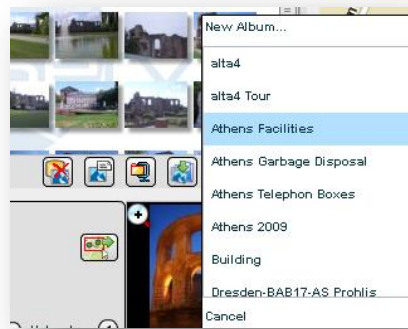 New Album...
alta4
alta4 Tour
Athens Facilities
Athens Garbage Disposal
Athens Telephon Boxes
Athens 2009
Building
Dresden-BAB17-AS Prohlis
Cancel